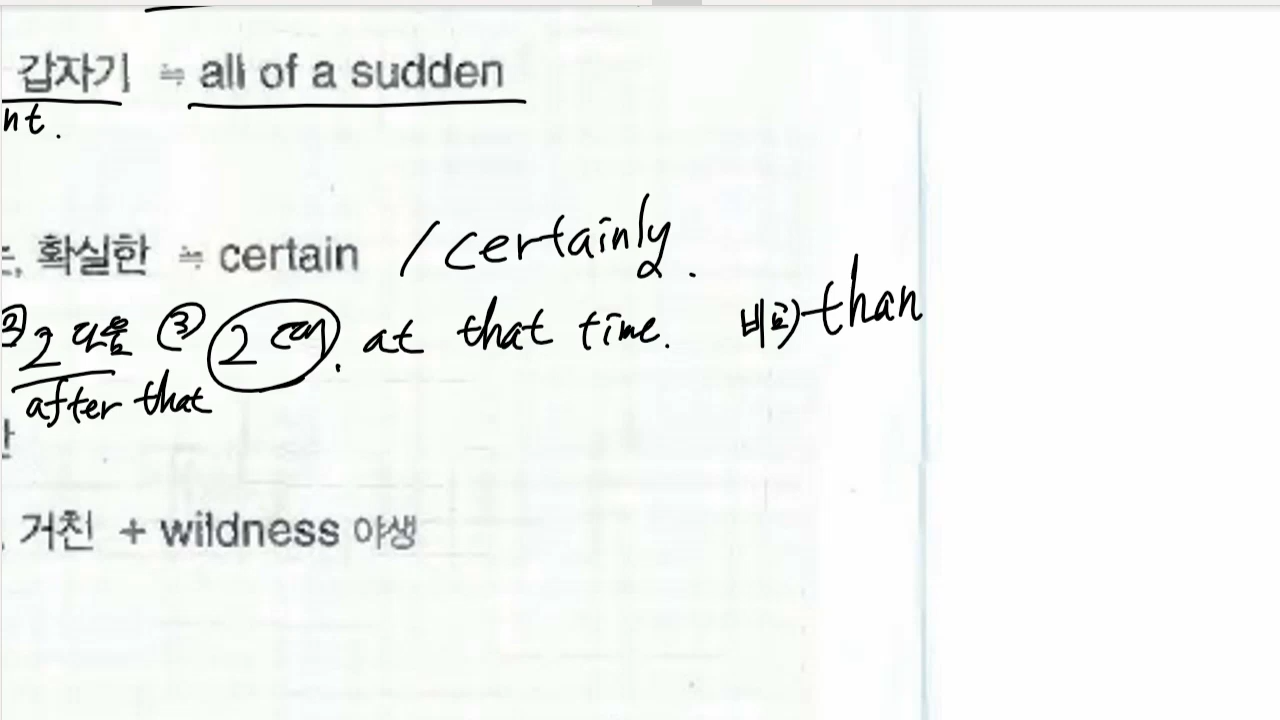 갑자기 ≒ all of a sudden
nt.
확실한 ≒ certain / certainly.
② 그 다음 ③ 그 때. at that time. 비교) than
after that
거친 + wildness 야생